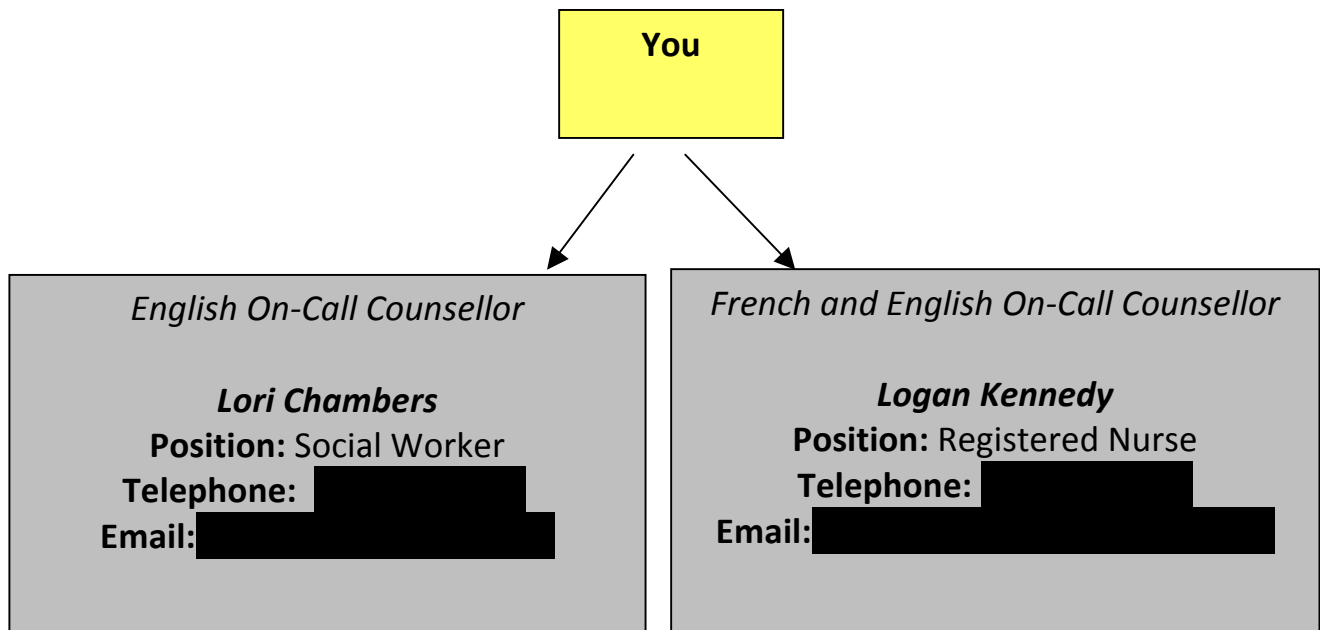 You
English On-Call Counsellor
Lori Chambers
Position: Social Worker
Telephone:
Email:
French and English On-Call Counsellor
Logan Kennedy
Position: Registered Nurse
Telephone:
Email: